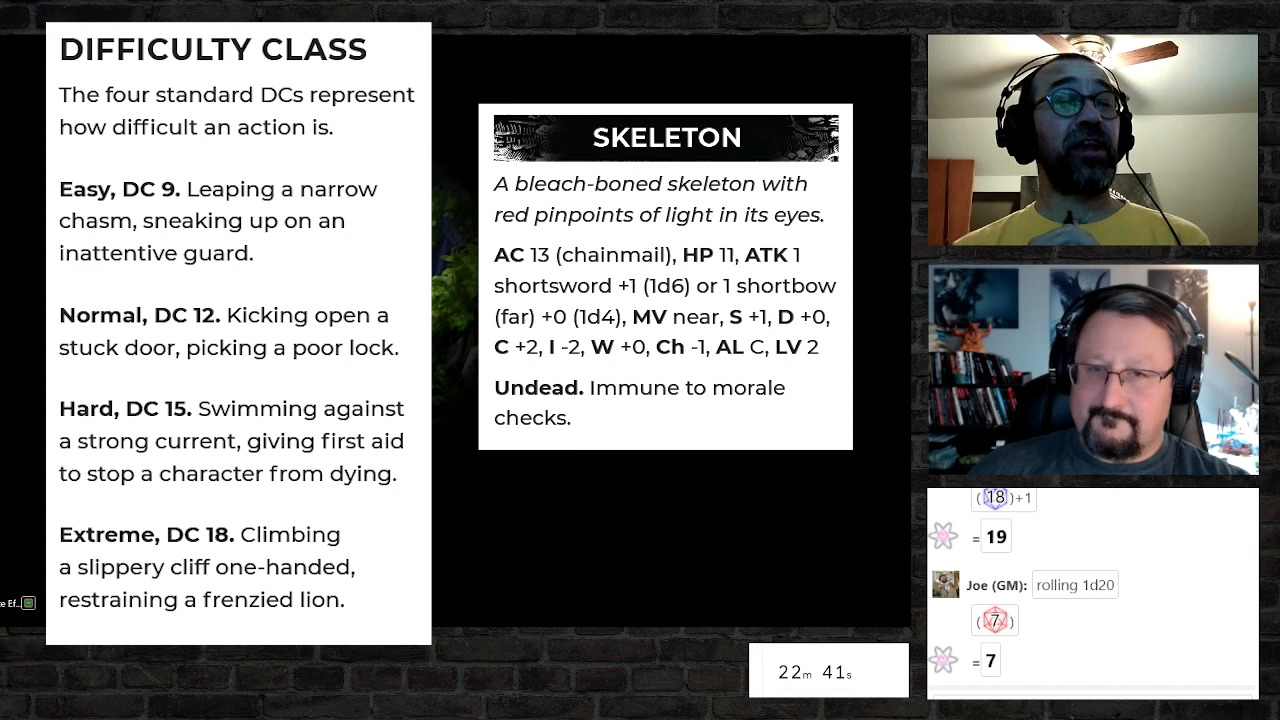 DIFFICULTY CLASS
The four standard DCs represent
how difficult an action is.
Easy, DC 9. Leaping a narrow
chasm, sneaking up on an
inattentive guard.
Normal, DC 12. Kicking open a
stuck door, picking a poor lock.
Hard, DC 15. Swimming against
a strong current, giving first aid
to stop a character from dying.
Extreme, DC 18. Climbing
a slippery cliff one-handed,
restraining a frenzied lion.
SKELETON
A bleach-boned skeleton with
red pinpoints of light in its eyes.
AC 13 (chainmail), HP 11, ATK 1
shortsword +1 (1d6) or 1 shortbow
(far) +0 (1d4), MV near, S +1, D +0,
C +2, I -2, W +0, Ch -1, AL C, LV 2
Undead. Immune to morale
checks.
(18)+1
=19
Joe (GM): rolling 1d20
(7)
=7
22m 41s